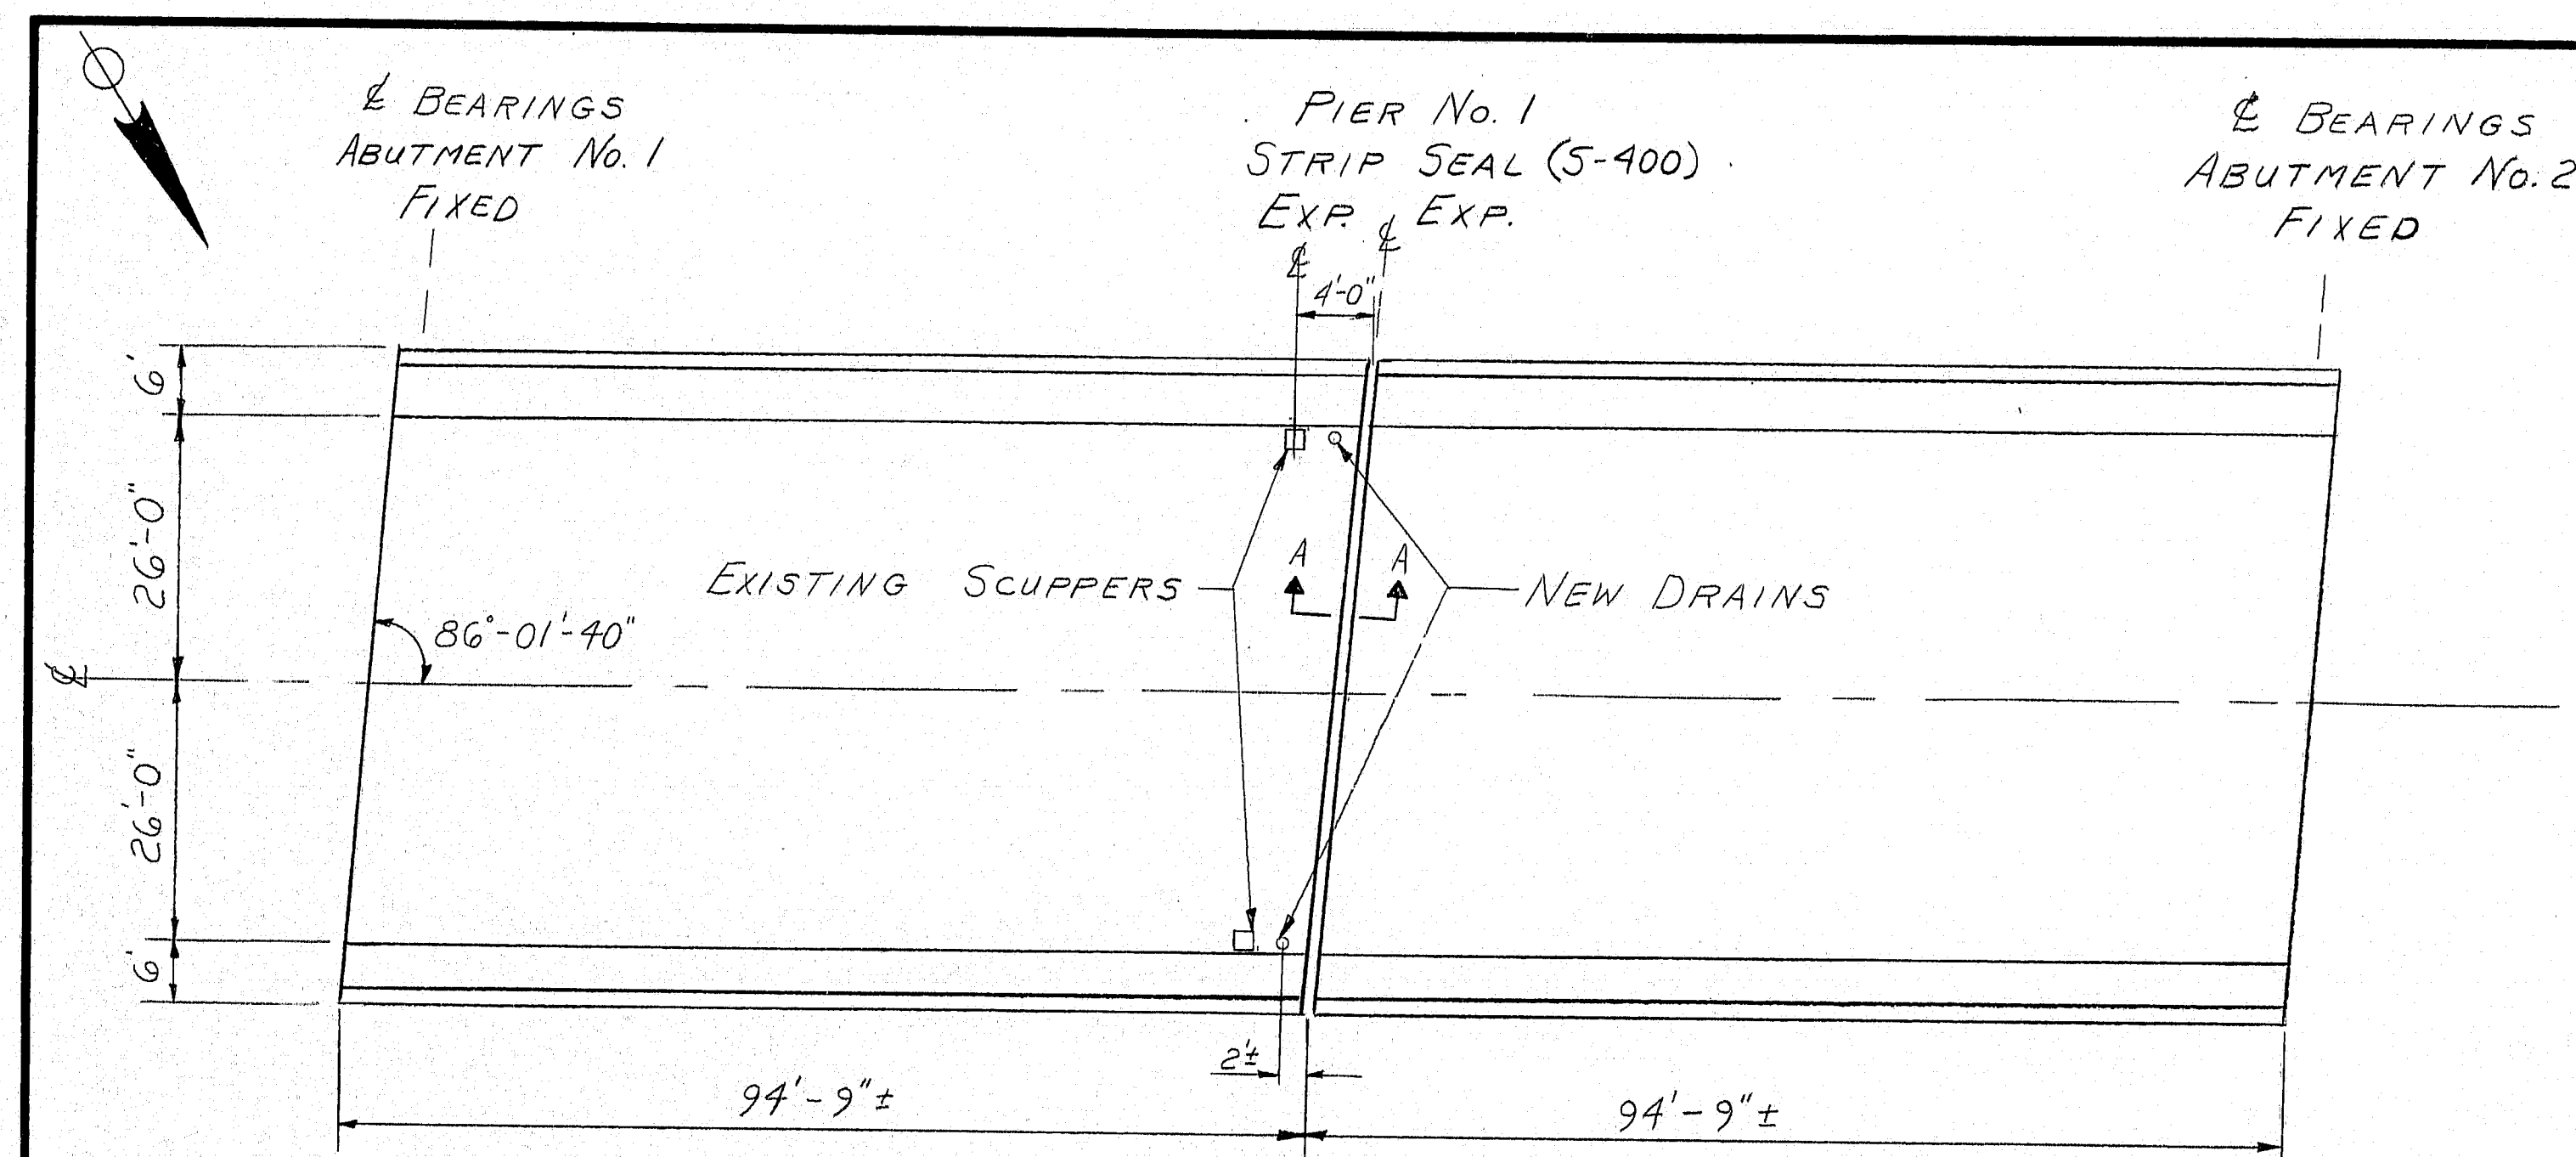 ℄ BEARINGS
ABUTMENT No. 1
FIXED
PIER No. 1
STRIP SEAL (S-400)
EXP. ℄ EXP.
℄
4'-0"
℄ BEARINGS
ABUTMENT No. 2
FIXED
6'
26'-0"
86°-01'-40"
EXISTING SCUPPERS
A A
NEW DRAINS
℄
26'-0"
6'
2'±
94'-9"±
94'-9"±